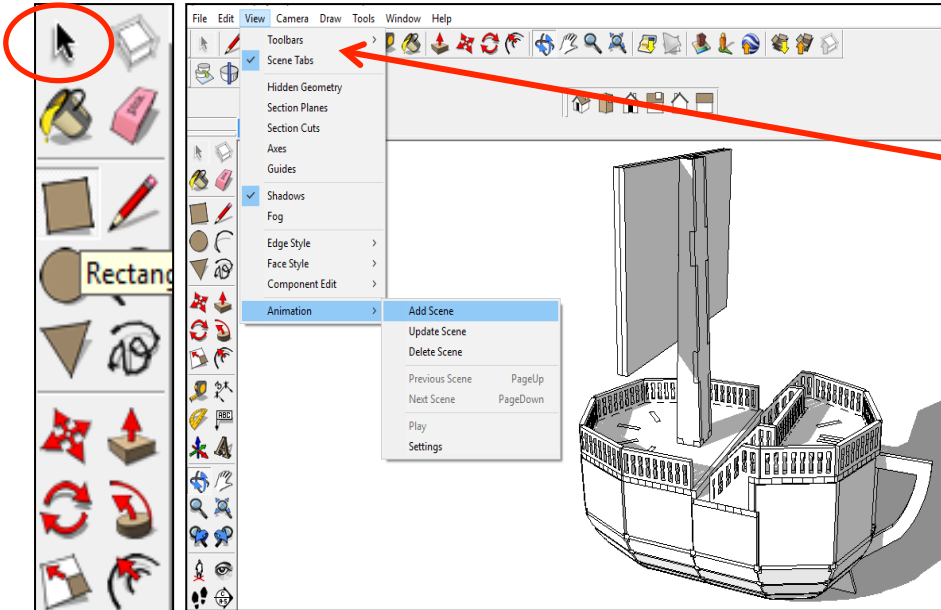 Rectang
File Edit View Camera Draw Tools Window Help
Toolbars
Scene Tabs
Hidden Geometry
Section Planes
Section Cuts
Axes
Guides
Shadows
Fog
Edge Style
Face Style
Component Edit
Animation
Add Scene
Update Scene
Delete Scene
Previous Scene PageUp
Next Scene PageDown
Play
Settings
ABC